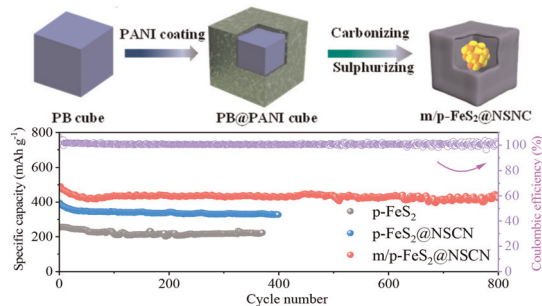 PANI coating
Carbonizing
Sulphurizing
PB cube
PB@PANI cube
m/p-FeS₂@NSNC
Specific capacity (mAh g⁻¹)
800
600
400
200
0
p-FeS₂
p-FeS₂@NSCN
m/p-FeS₂@NSCN
100
80
60
40
20
0
Coulombic efficiency (%)
0
200
400
600
800
Cycle number